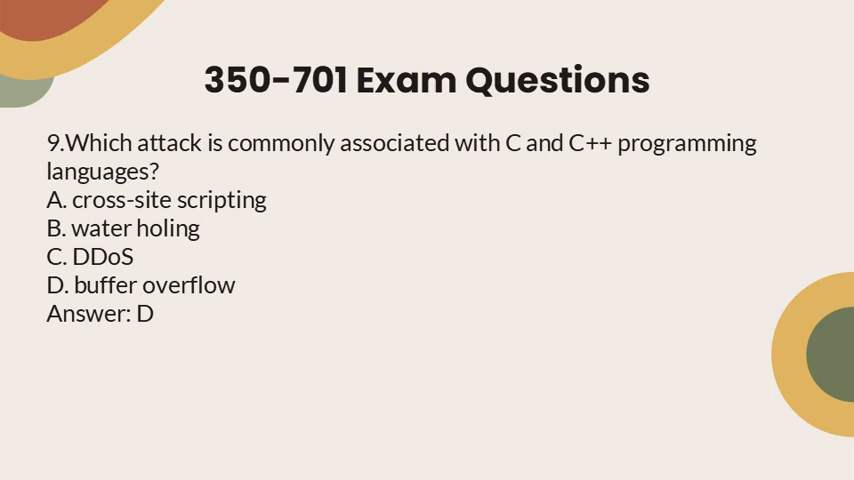 350-701 Exam Questions
9.Which attack is commonly associated with C and C++ programming
languages?
A. cross-site scripting
B. water holing
C. DDoS
D. buffer overflow
Answer: D